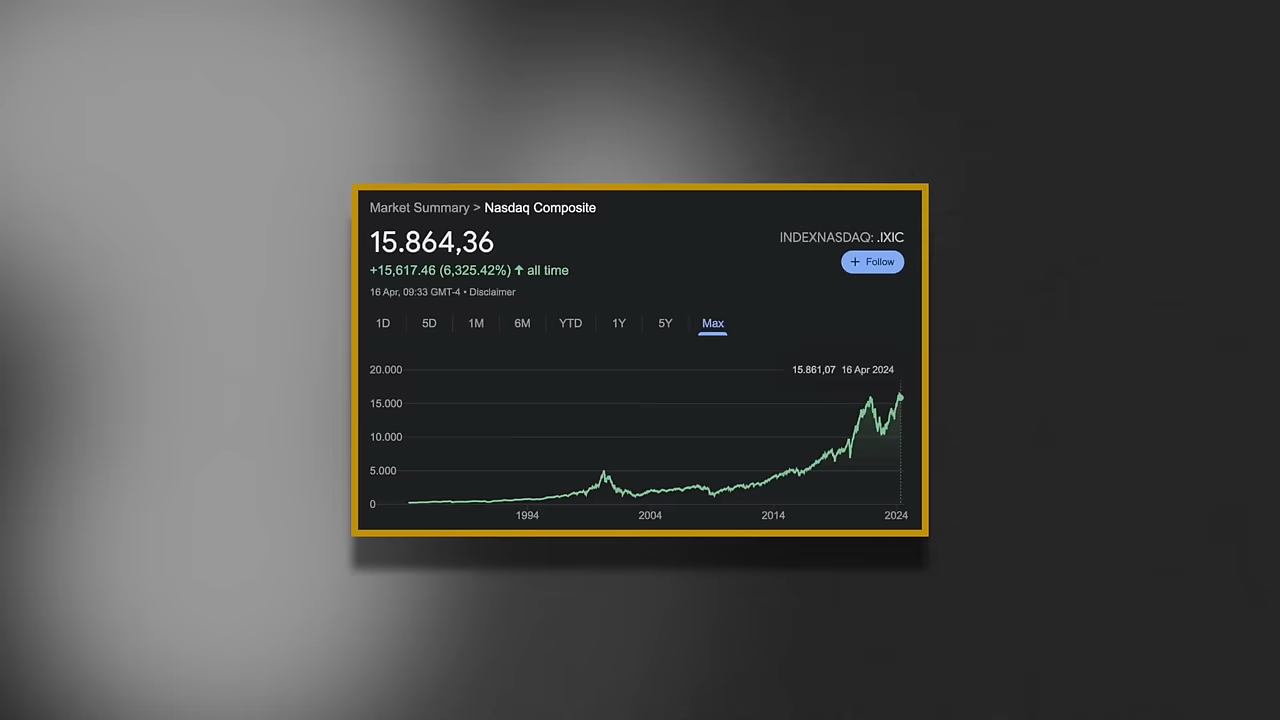 Market Summary > Nasdaq Composite
15.864,36
INDEXNASDAQ: .IXIC
+15,617.46 (6,325.42%) ↑ all time
+ Follow
16 Apr, 09:33 GMT-4 • Disclaimer
1D 5D 1M 6M YTD 1Y 5Y Max
20.000
15.861,07 16 Apr 2024
15.000
10.000
5.000
0
1994 2004 2014 2024